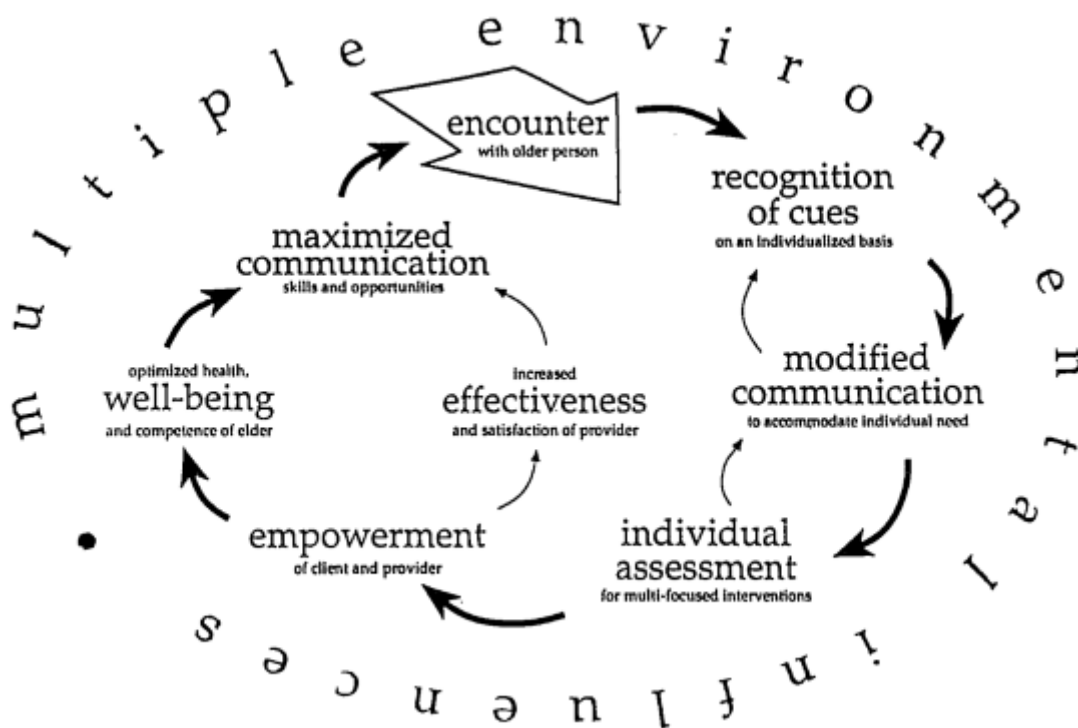 multiple environmental influences •
encounter
with older person
recognition
of cues
on an individualized basis
modified
communication
to accommodate individual need
individual
assessment
for multi-focused interventions
empowerment
of client and provider
optimized health,
well-being
and competence of elder
increased
effectiveness
and satisfaction of provider
maximized
communication
skills and opportunities